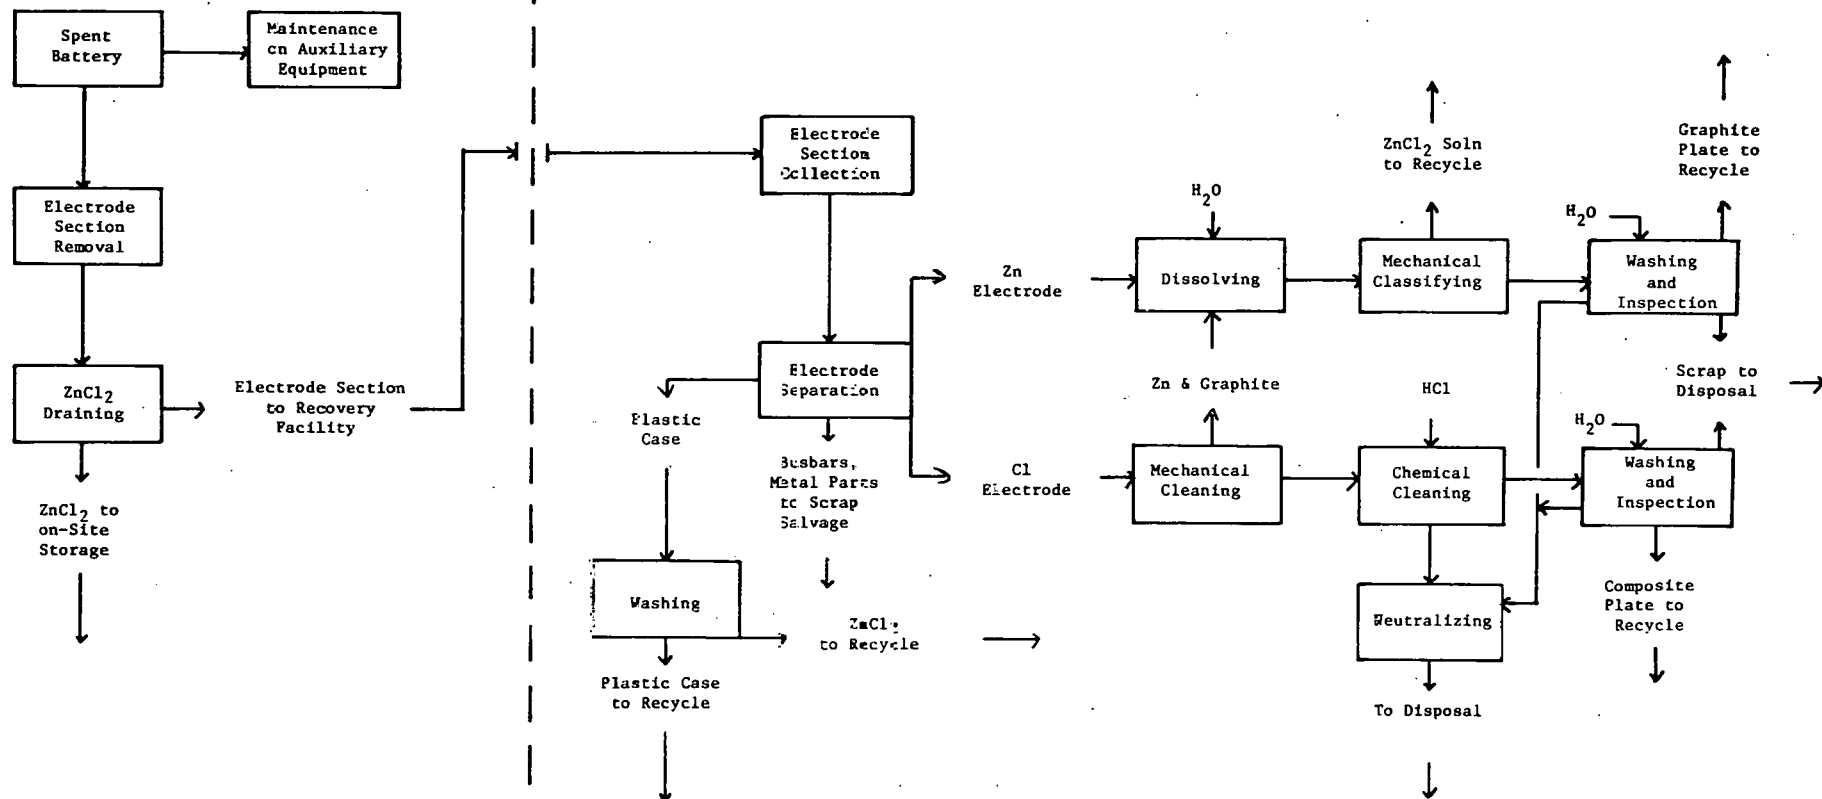 Spent
Battery
Maintenance
cn Auxiliary
Equipment
Electrode
Section
Removal
ZnCl2
Draining
Electrode Section
to Recovery
Facility
ZnCl2 to
on-Site
Storage
Electrode
Section
Collection
Electrode
Separation
Plastic
Case
Busbars,
Metal Parts
to Scrap
Salvage
Washing
ZnCl2
to Recycle
Plastic Case
to Recycle
Zn
Electrode
Cl
Electrode
H2O
Dissolving
Zn & Graphite
Mechanical
Cleaning
ZnCl2 Soln
to Recycle
Mechanical
Classifying
HCl
Chemical
Cleaning
Neutralizing
To Disposal
Graphite
Plate to
Recycle
H2O
Washing
and
Inspection
Scrap to
Disposal
H2O
Washing
and
Inspection
Composite
Plate to
Recycle